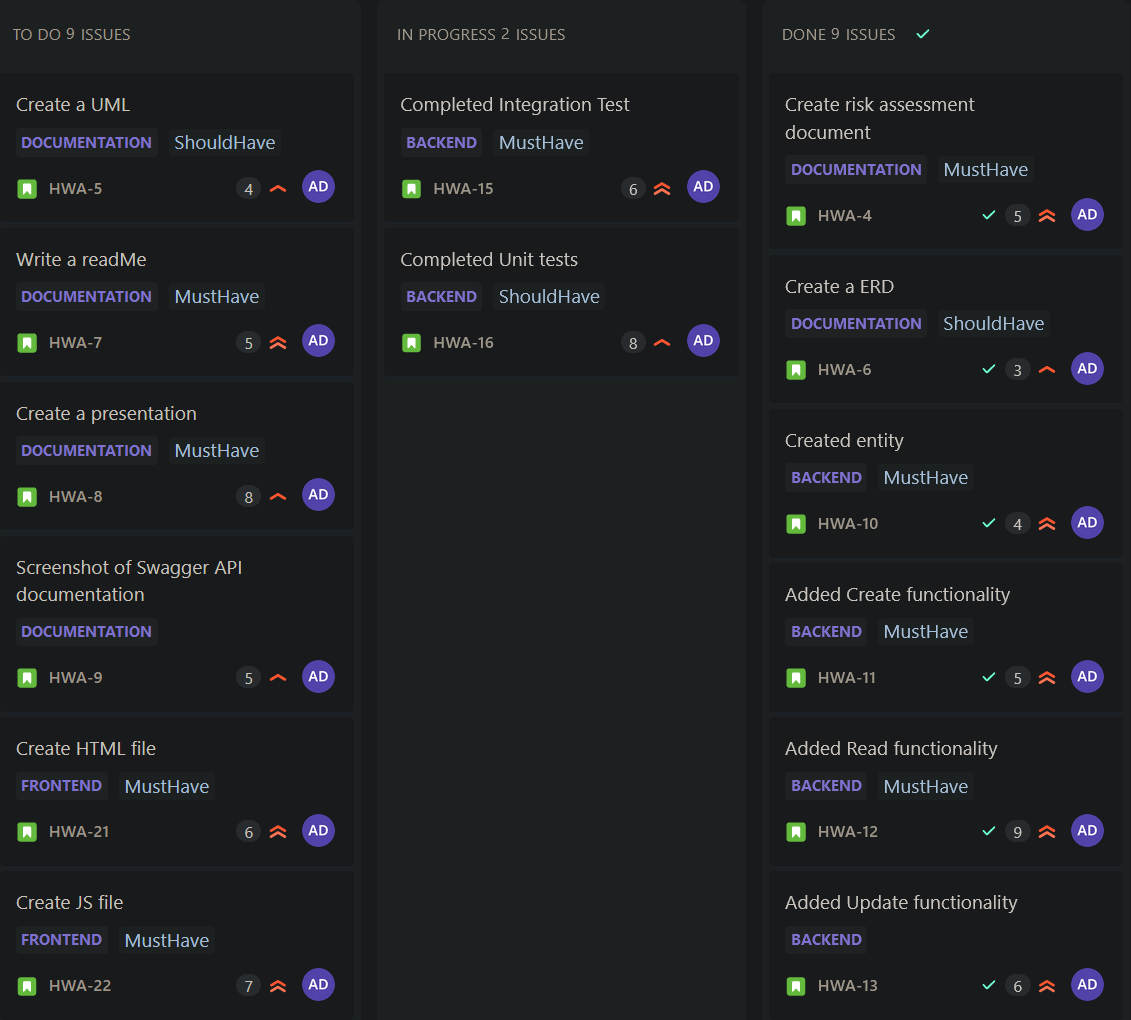 TO DO 9 ISSUES
Create a UML
DOCUMENTATION ShouldHave
HWA-5 4 AD
Write a readMe
DOCUMENTATION MustHave
HWA-7 5 AD
Create a presentation
DOCUMENTATION MustHave
HWA-8 8 AD
Screenshot of Swagger API
documentation
DOCUMENTATION
HWA-9 5 AD
Create HTML file
FRONTEND MustHave
HWA-21 6 AD
Create JS file
FRONTEND MustHave
HWA-22 7 AD
IN PROGRESS 2 ISSUES
Completed Integration Test
BACKEND MustHave
HWA-15 6 AD
Completed Unit tests
BACKEND ShouldHave
HWA-16 8 AD
DONE 9 ISSUES
Create risk assessment
document
DOCUMENTATION MustHave
HWA-4 5 AD
Create a ERD
DOCUMENTATION ShouldHave
HWA-6 3 AD
Created entity
BACKEND MustHave
HWA-10 4 AD
Added Create functionality
BACKEND MustHave
HWA-11 5 AD
Added Read functionality
BACKEND MustHave
HWA-12 9 AD
Added Update functionality
BACKEND
HWA-13 6 AD